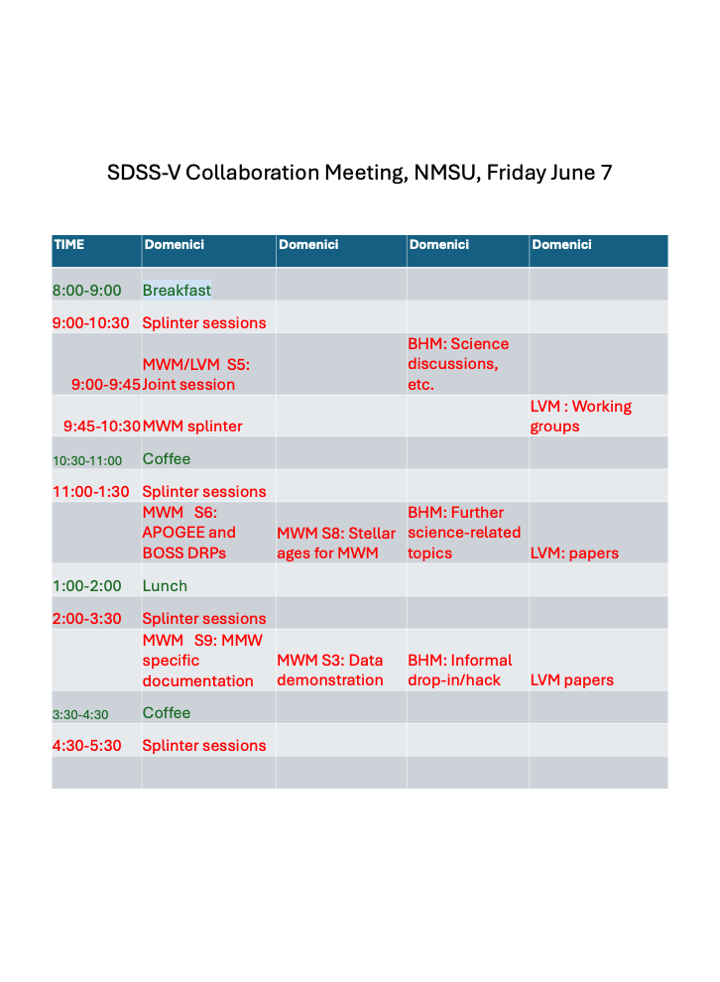 SDSS-V Collaboration Meeting, NMSU, Friday June 7
TIME Domenici Domenici Domenici Domenici
8:00-9:00 Breakfast
9:00-10:30 Splinter sessions
9:00-9:45 MWM/LVM S5: Joint session BHM: Science discussions, etc.
9:45-10:30 MWM splinter LVM : Working groups
10:30-11:00 Coffee
11:00-1:30 Splinter sessions
MWM S6: APOGEE and BOSS DRPs MWM S8: Stellar ages for MWM BHM: Further science-related topics LVM: papers
1:00-2:00 Lunch
2:00-3:30 Splinter sessions
MWM S9: MMW specific documentation MWM S3: Data demonstration BHM: Informal drop-in/hack LVM papers
3:30-4:30 Coffee
4:30-5:30 Splinter sessions